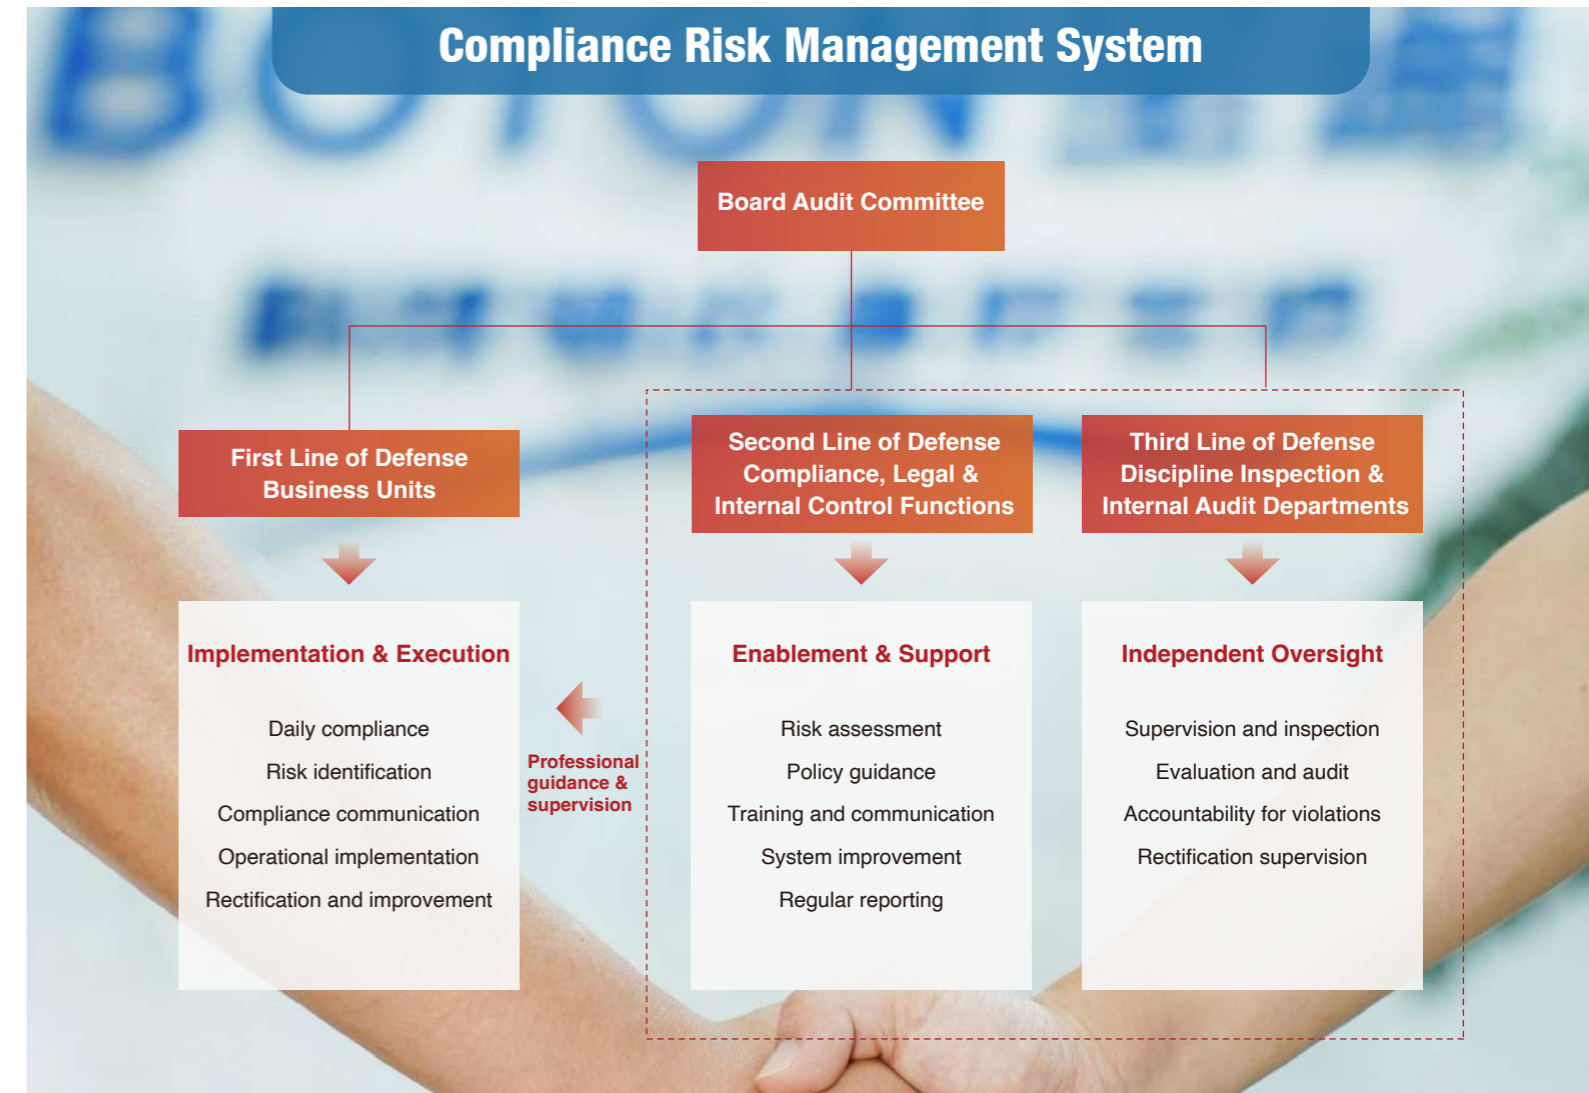 Compliance Risk Management System
BOTON
Board Audit Committee
First Line of Defense
Business Units
Second Line of Defense
Compliance, Legal &
Internal Control Functions
Third Line of Defense
Discipline Inspection &
Internal Audit Departments
Implementation & Execution
Daily compliance
Risk identification
Compliance communication
Operational implementation
Rectification and improvement
Professional
guidance &
supervision
Enablement & Support
Risk assessment
Policy guidance
Training and communication
System improvement
Regular reporting
Independent Oversight
Supervision and inspection
Evaluation and audit
Accountability for violations
Rectification supervision